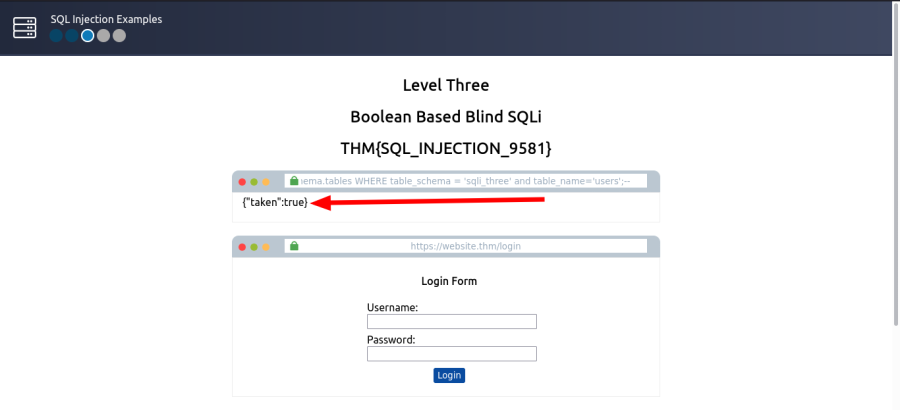 SQL Injection Examples
Level Three
Boolean Based Blind SQLi
THM{SQL_INJECTION_9581}
ema.tables WHERE table_schema = 'sqli_three' and table_name='users';--
{"taken":true}
https://website.thm/login
Login Form
Username:
Password:
Login